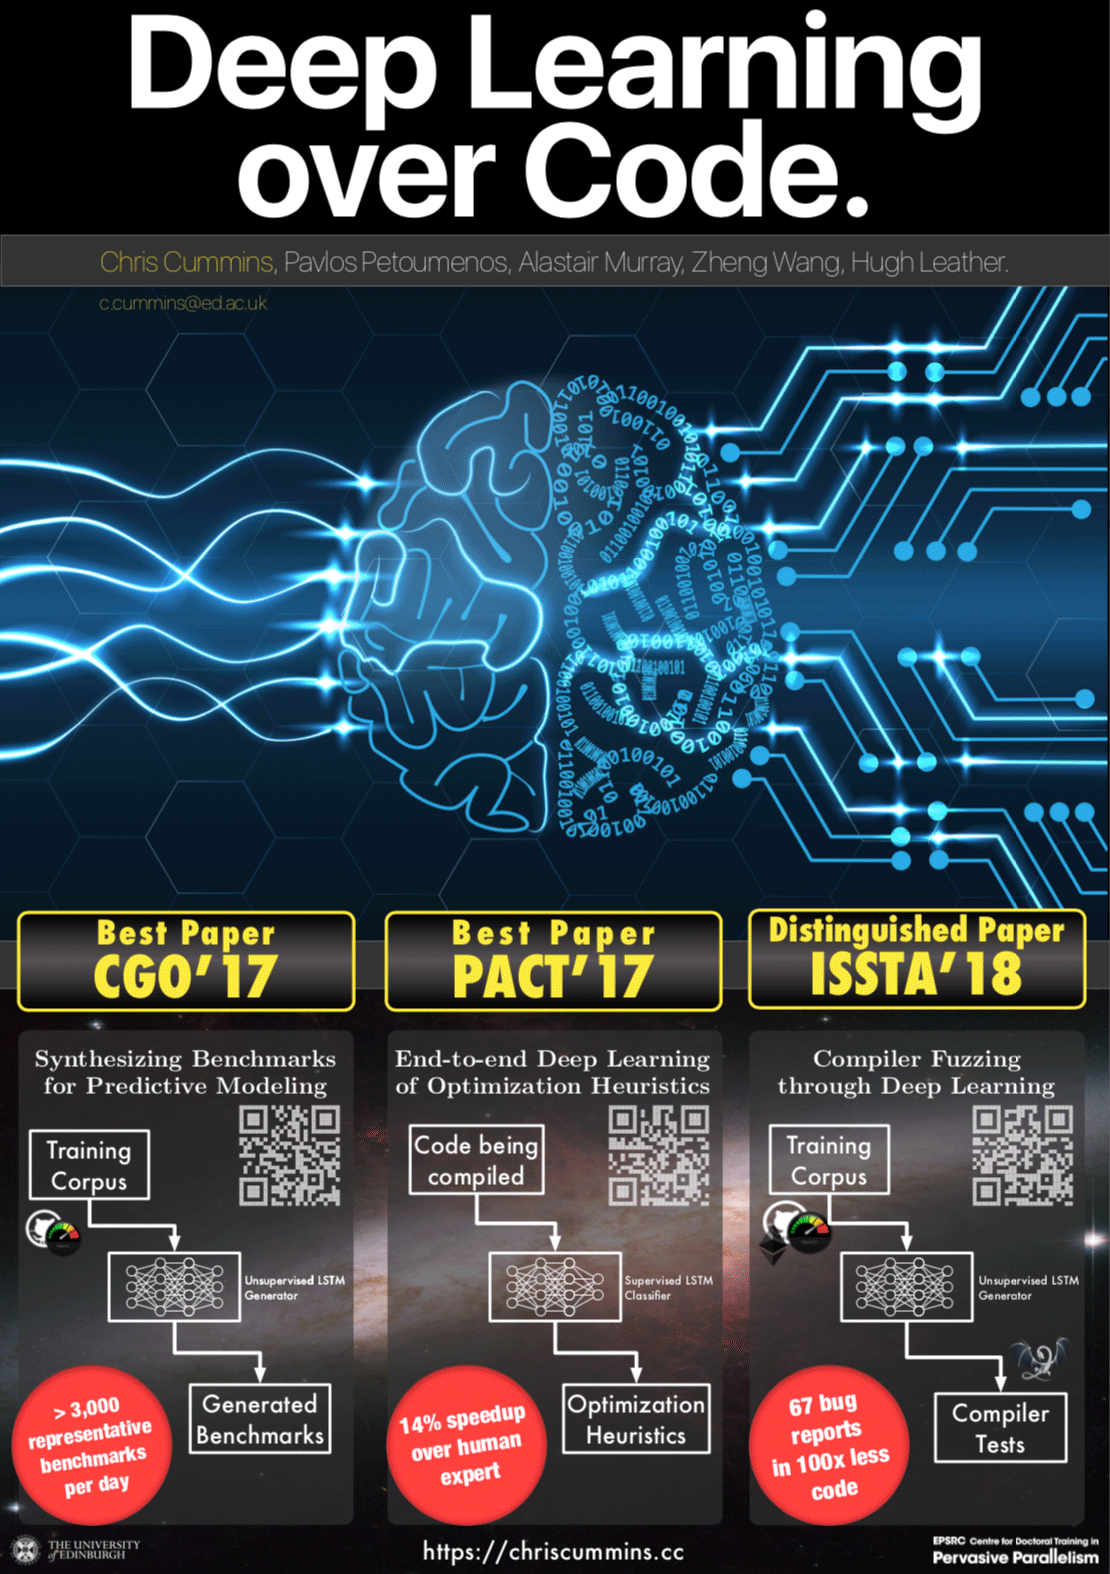 Deep Learning
over Code.
Chris Cummins, Pavlos Petoumenos, Alastair Murray, Zheng Wang, Hugh Leather.
c.cummins@ed.ac.uk
Best Paper
CGO'17
Best Paper
PACT'17
Distinguished Paper
ISSTA'18
Synthesizing Benchmarks
for Predictive Modeling
Training
Corpus
Unsupervised LSTM
Generator
> 3,000
representative
benchmarks
per day
Generated
Benchmarks
End-to-end Deep Learning
of Optimization Heuristics
Code being
compiled
Supervised LSTM
Classifier
14% speedup
over human
expert
Optimization
Heuristics
Compiler Fuzzing
through Deep Learning
Training
Corpus
Unsupervised LSTM
Generator
67 bug
reports
in 100x less
code
Compiler
Tests
THE UNIVERSITY
of EDINBURGH
https://chriscummins.cc
EPSRC Centre for Doctoral Training in
Pervasive Parallelism